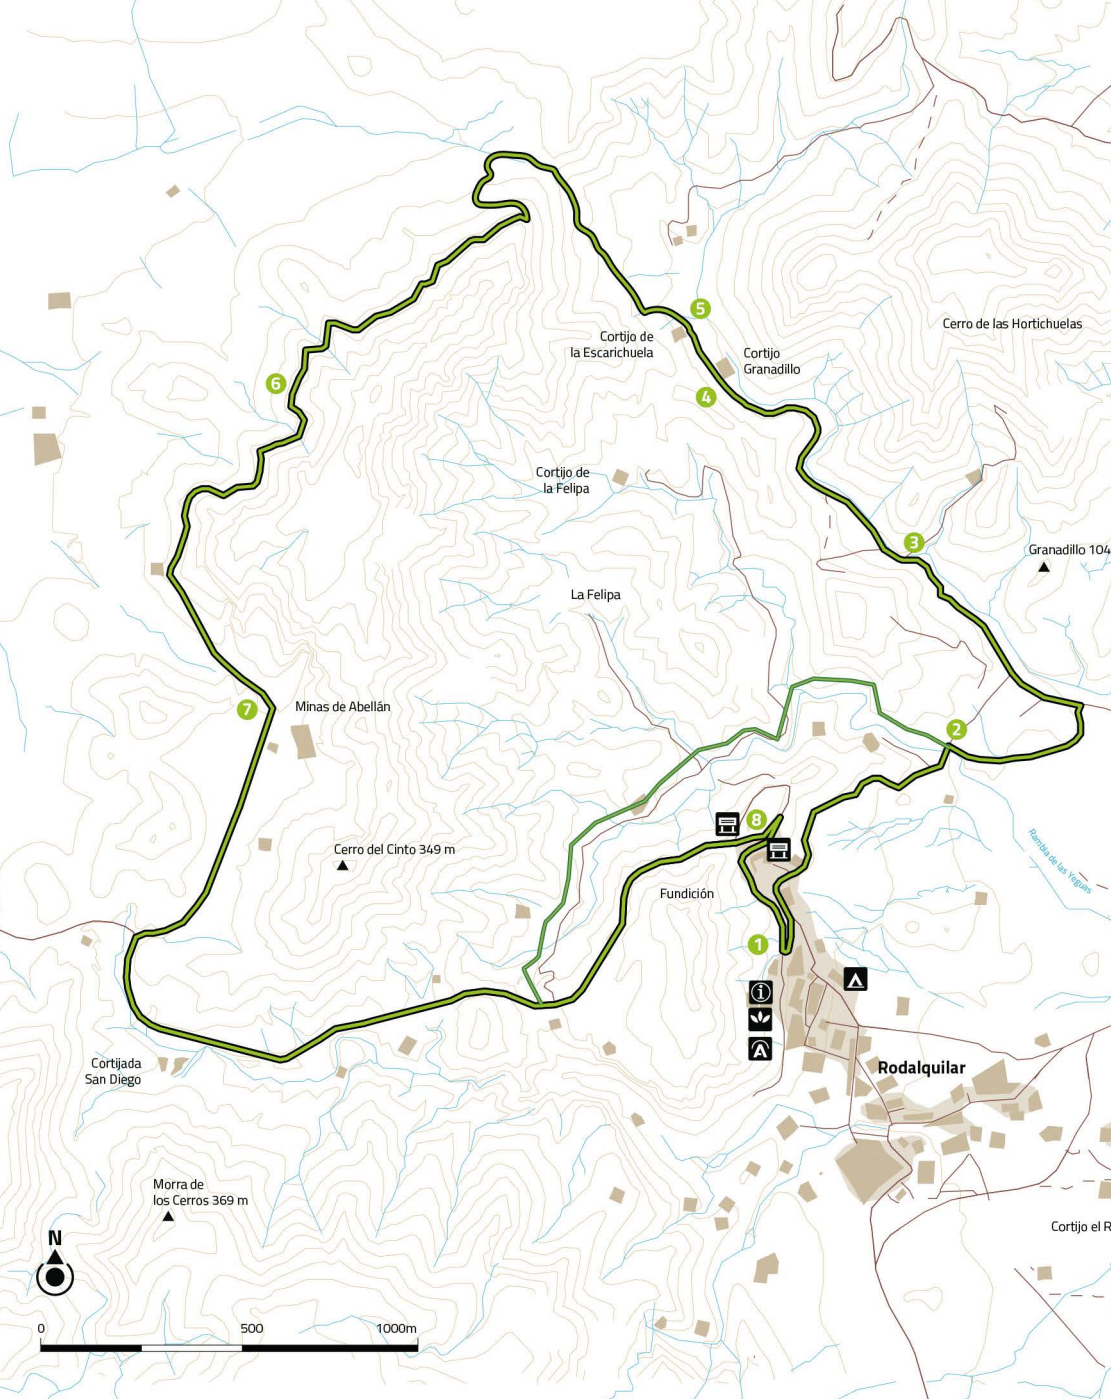 5
Cortijo de
la Escarichuela
Cerro de las Hortichuelas
Cortijo
Granadillo
6
4
Cortijo de
la Felipa
3
Granadillo 104
La Felipa
7
Minas de Abellán
2
8
Cerro del Cinto 349 m
Rambla de las Yeguas
Fundición
1
i
A
Cortijada
San Diego
Rodalquilar
Morra de
los Cerros 369 m
Cortijo el R
N
0 500 1000m